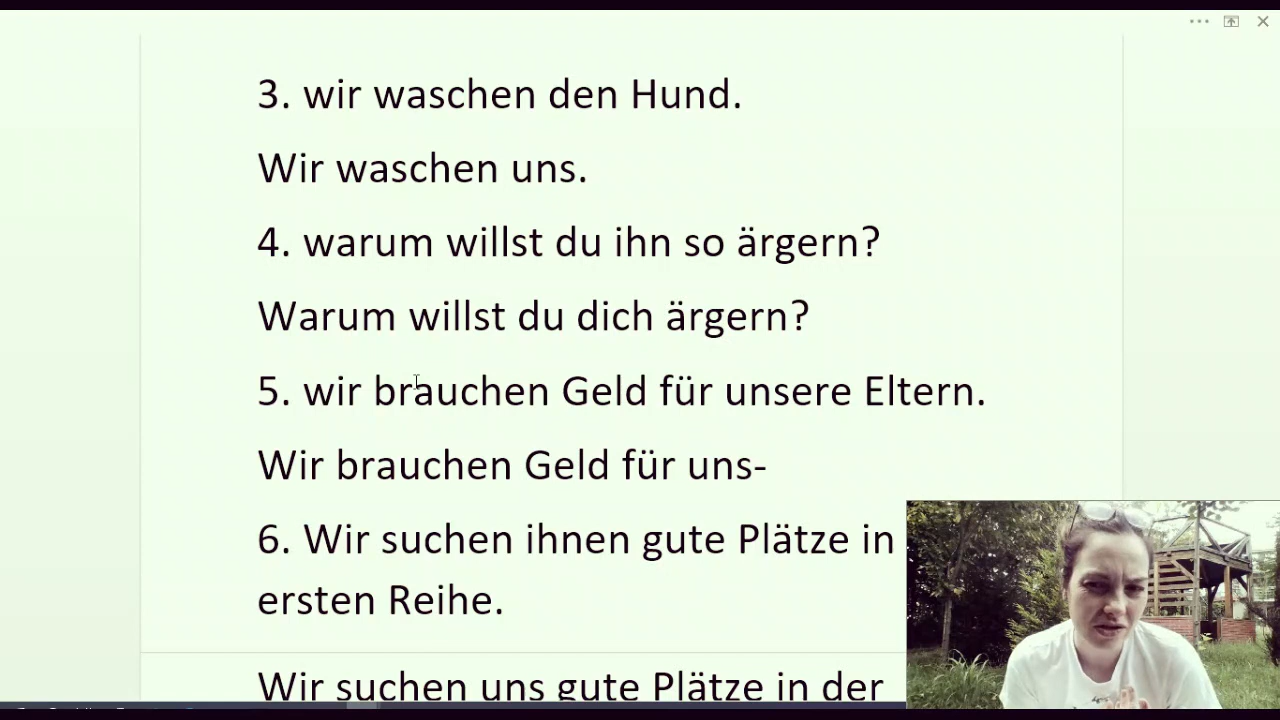 3. wir waschen den Hund.
Wir waschen uns.
4. warum willst du ihn so ärgern?
Warum willst du dich ärgern?
5. wir brauchen Geld für unsere Eltern.
Wir brauchen Geld für uns-
6. Wir suchen ihnen gute Plätze in
ersten Reihe.
Wir suchen uns gute Plätze in der